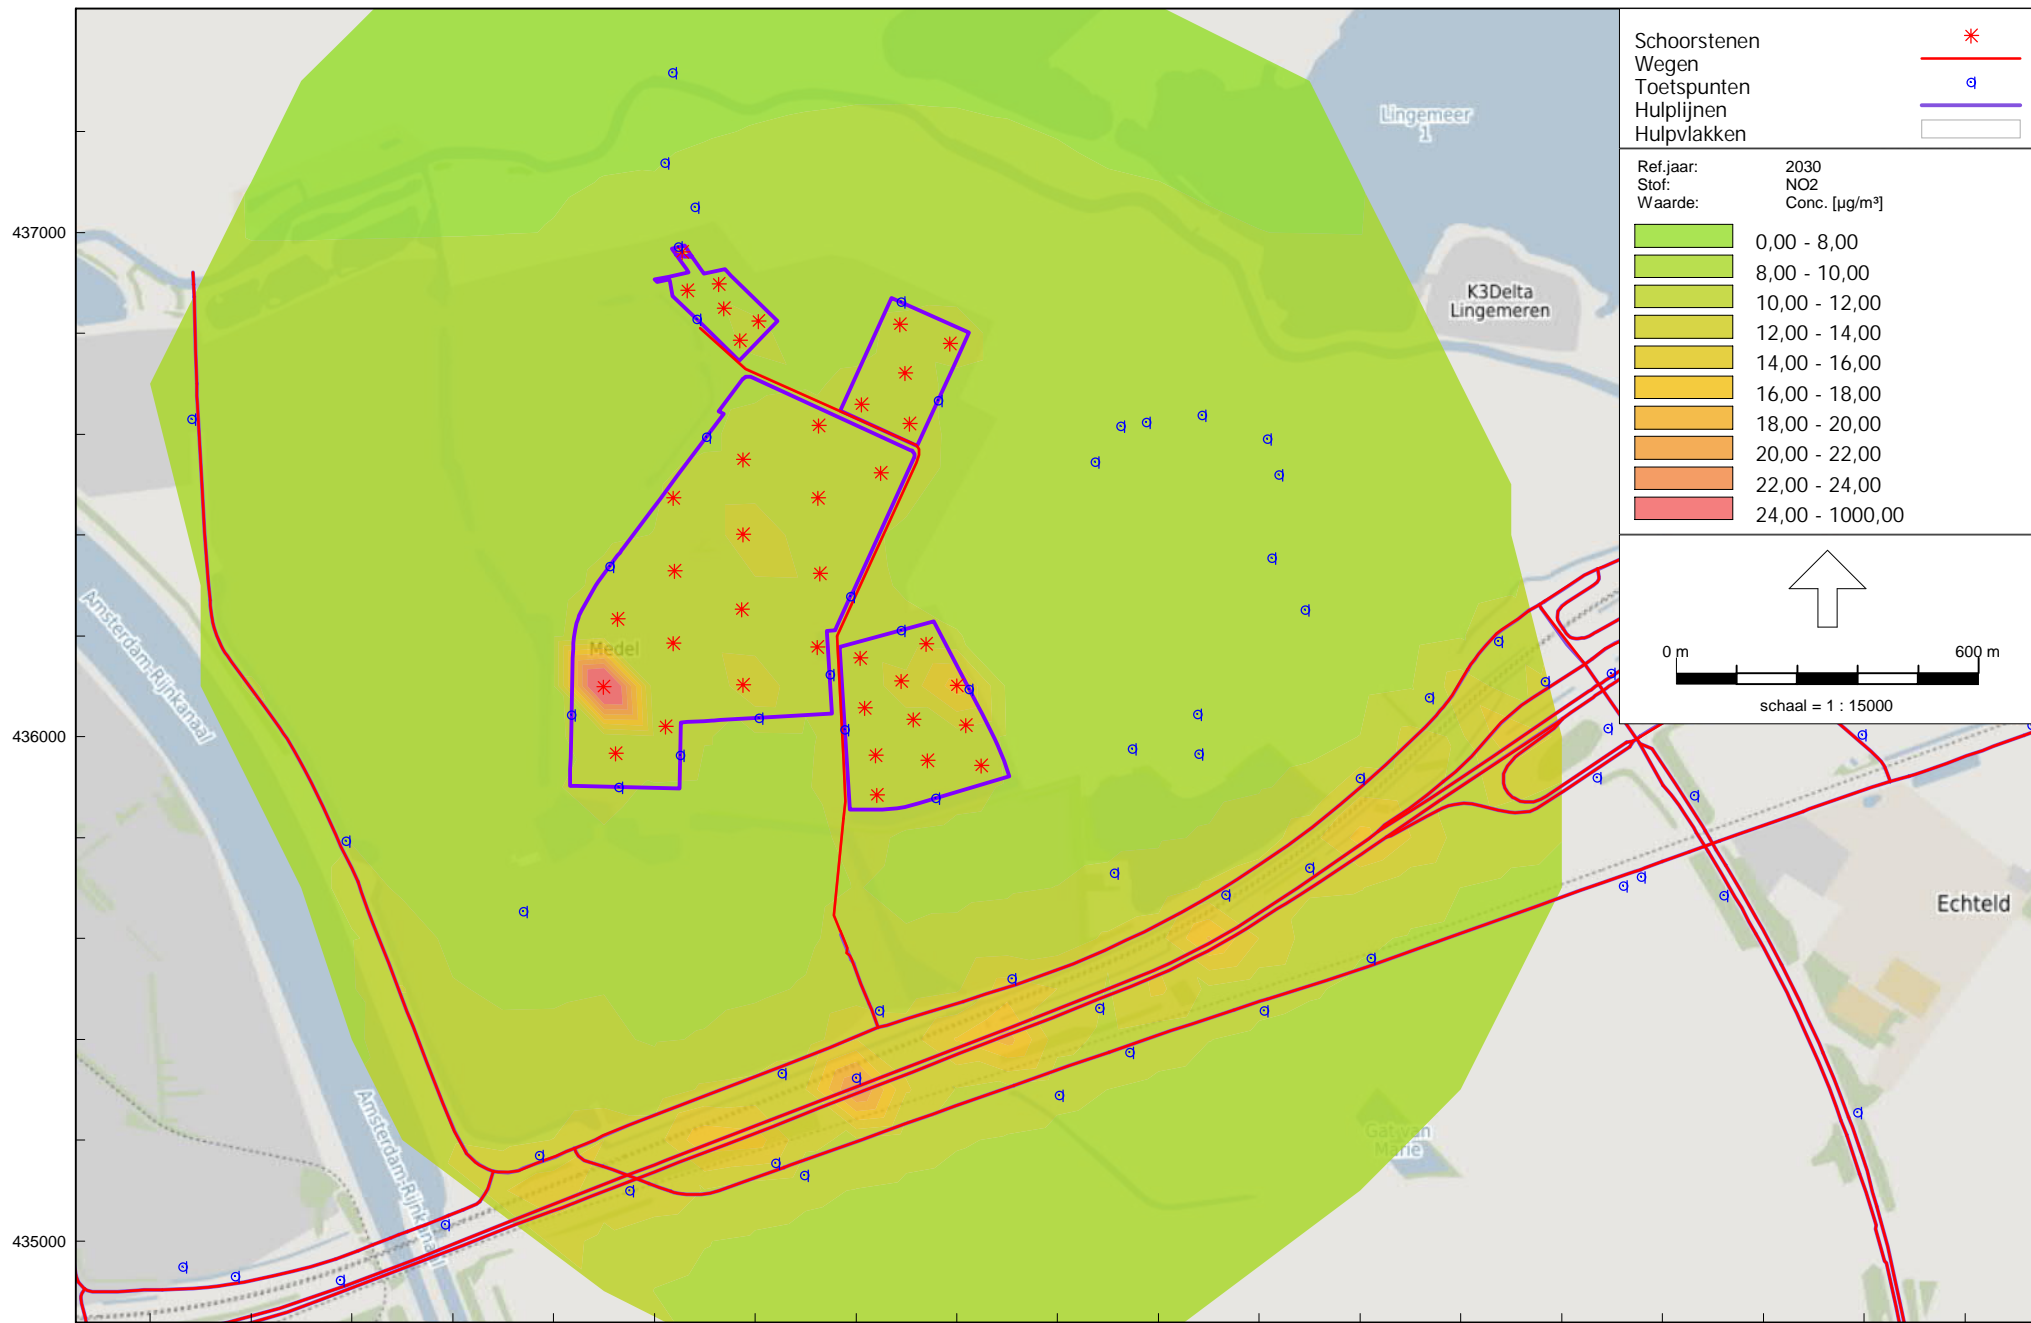 Schoorstenen
Wegen
Toetspunten
Hulplijnen
Hulpvlakken
Ref.jaar: 2030
Stof: NO2
Waarde: Conc. [µg/m³]
0,00 - 8,00
8,00 - 10,00
10,00 - 12,00
12,00 - 14,00
14,00 - 16,00
16,00 - 18,00
18,00 - 20,00
20,00 - 22,00
22,00 - 24,00
24,00 - 1000,00
0 m 600 m
schaal = 1 : 15000
437000
436000
435000
Lingemeer
1
K3Delta
Lingemeren
Medel
Amsterdam-Rijnkanaal
Amsterdam-Rijnkanaal
Echteld
Gat van
Marie